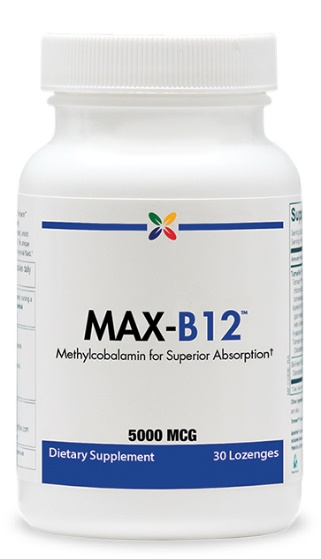 MAX-B12™
Methylcobalamin for Superior Absorption†
5000 MCG
Dietary Supplement 30 Lozenges